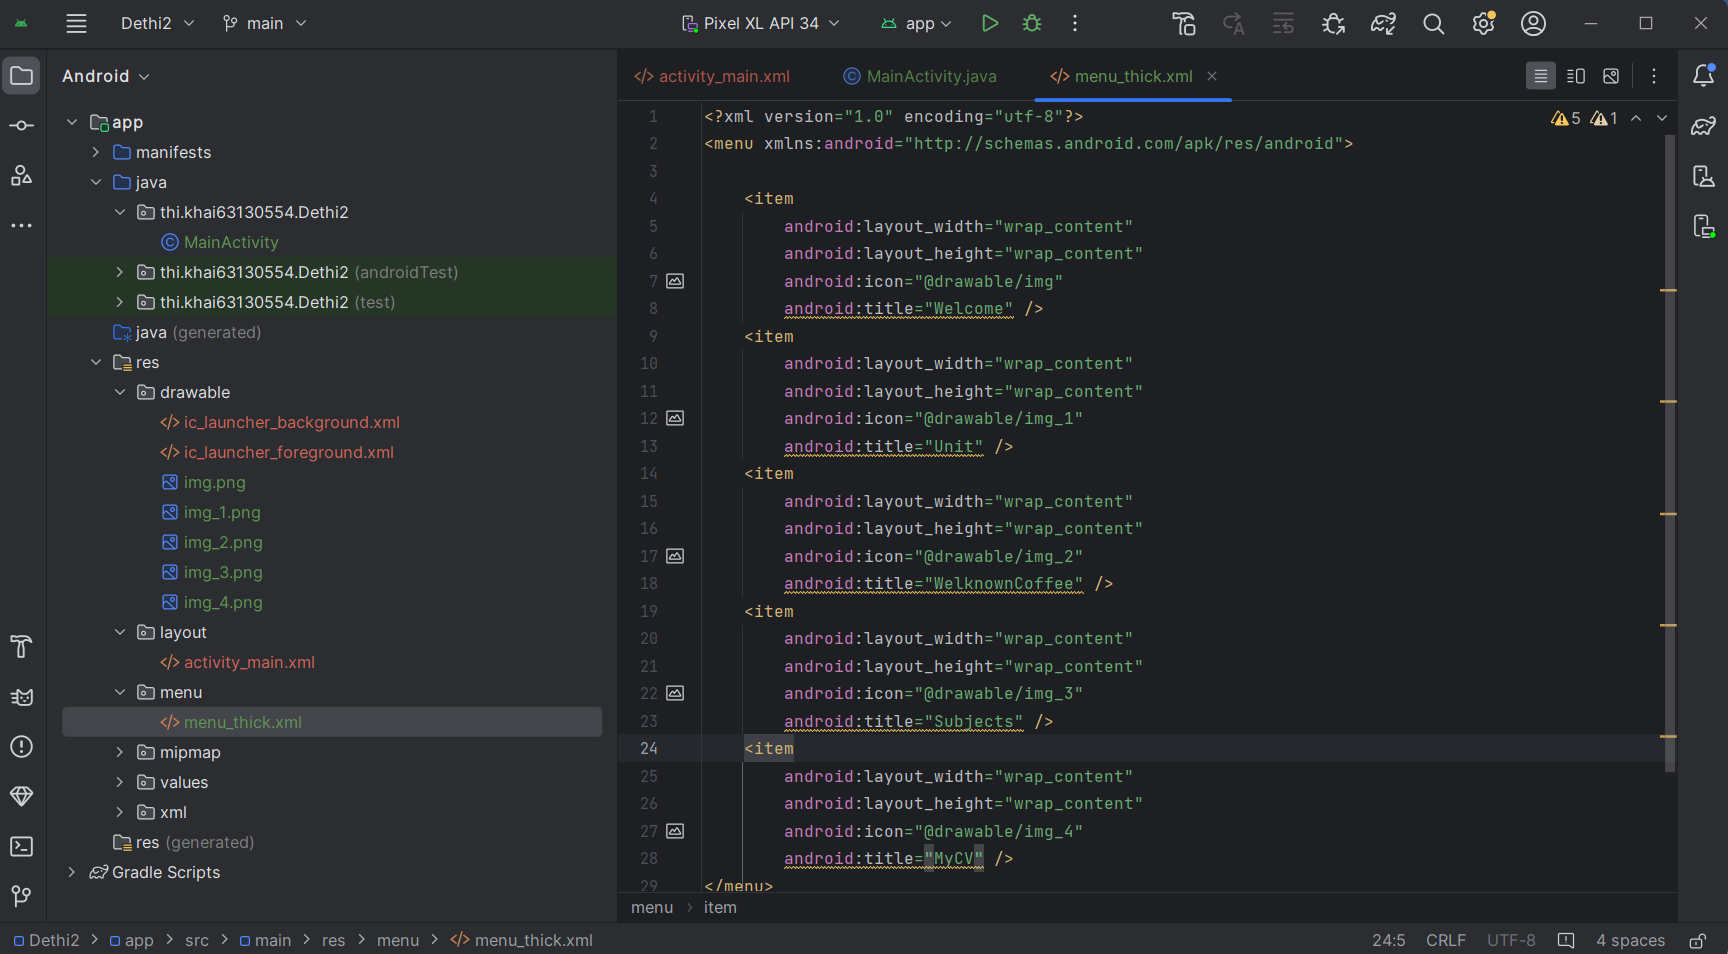 Dethi2 main Pixel XL API 34 app
Android
activity_main.xml MainActivity.java menu_thick.xml
app
manifests
java
thi.khai63130554.Dethi2
MainActivity
thi.khai63130554.Dethi2 (androidTest)
thi.khai63130554.Dethi2 (test)
java (generated)
res
drawable
ic_launcher_background.xml
ic_launcher_foreground.xml
img.png
img_1.png
img_2.png
img_3.png
img_4.png
layout
activity_main.xml
menu
menu_thick.xml
mipmap
values
xml
res (generated)
Gradle Scripts
5 1
1 <?xml version="1.0" encoding="utf-8"?>
2 <menu xmlns:android="http://schemas.android.com/apk/res/android">
3
4 <item
5 android:layout_width="wrap_content"
6 android:layout_height="wrap_content"
7 android:icon="@drawable/img"
8 android:title="Welcome" />
9 <item
10 android:layout_width="wrap_content"
11 android:layout_height="wrap_content"
12 android:icon="@drawable/img_1"
13 android:title="Unit" />
14 <item
15 android:layout_width="wrap_content"
16 android:layout_height="wrap_content"
17 android:icon="@drawable/img_2"
18 android:title="WelknownCoffee" />
19 <item
20 android:layout_width="wrap_content"
21 android:layout_height="wrap_content"
22 android:icon="@drawable/img_3"
23 android:title="Subjects" />
24 <item
25 android:layout_width="wrap_content"
26 android:layout_height="wrap_content"
27 android:icon="@drawable/img_4"
28 android:title="MyCV" />
29 </menu>
menu > item
Dethi2 > app > src > main > res > menu > menu_thick.xml 24:5 CRLF UTF-8 4 spaces